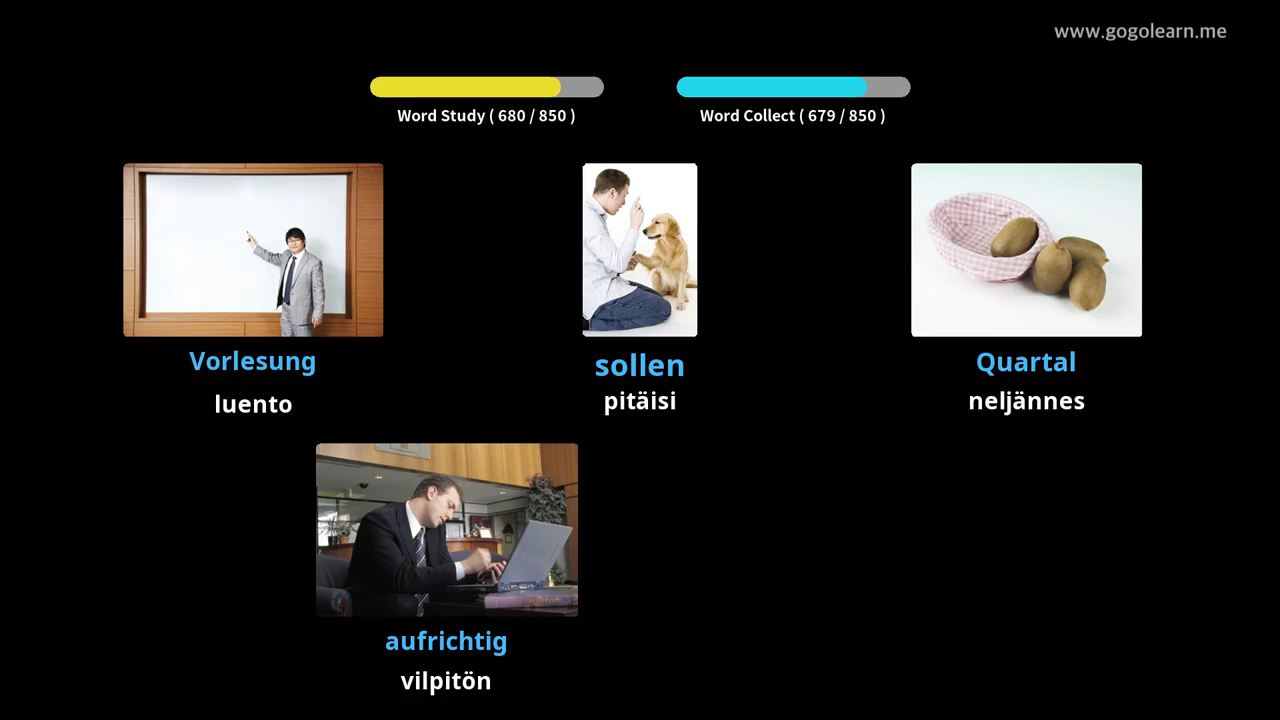 www.gogolearn.me
Word Study ( 680 / 850 )
Word Collect ( 679 / 850 )
Vorlesung
luento
sollen
pitäisi
Quartal
neljännes
aufrichtig
vilpitön